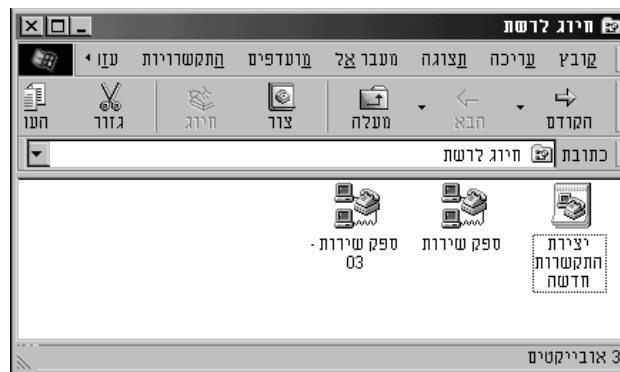 חיוג לרשת
קובץ עריכה תצוגה מעבר אל מועדפים התקשרויות עזו
הקודם הבא מעלה צור חיוג גזור העו
כתובת חיוג לרשת
יצירת התקשרות חדשה
ספק שירות
ספק שירות - 03
3 אובייקטים